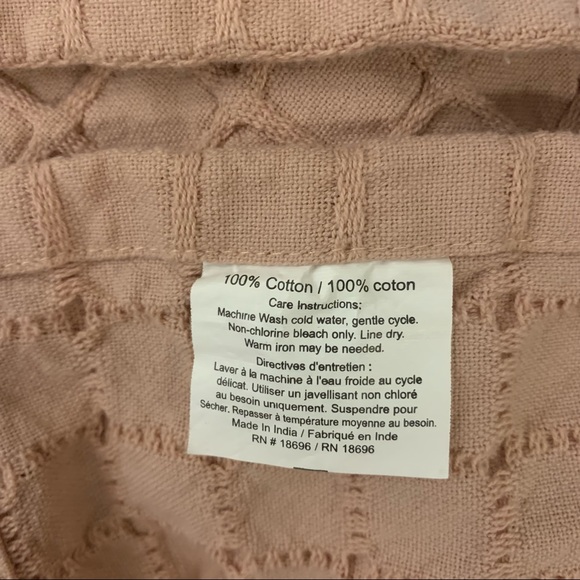 100% Cotton / 100% coton
Care Instructions:
Machine Wash cold water, gentle cycle.
Non-chlorine bleach only. Line dry.
Warm iron may be needed.
Directives d'entretien :
Laver à la machine à l'eau froide au cycle
délicat. Utiliser un javellisant non chloré
au besoin uniquement. Suspendre pour
Sécher. Repasser à température moyenne au besoin.
Made In India / Fabriqué en Inde
RN # 18696 / RN 18696